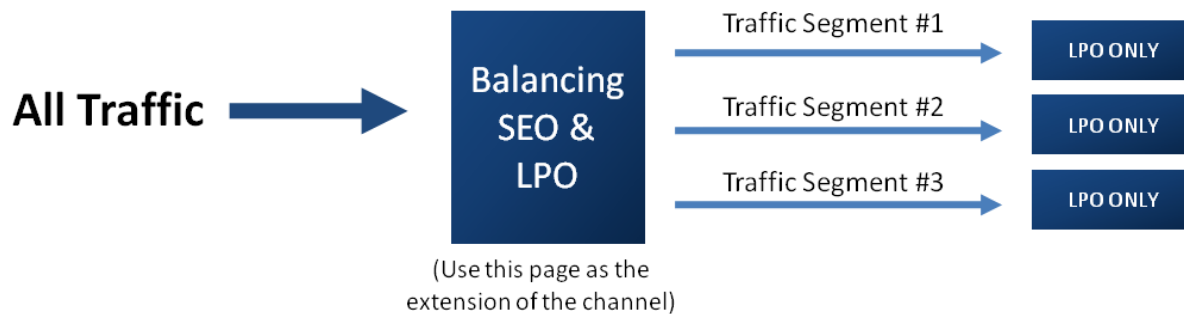 All Traffic
Balancing
SEO &
LPO
(Use this page as the
extension of the channel)
Traffic Segment #1
LPO ONLY
Traffic Segment #2
LPO ONLY
Traffic Segment #3
LPO ONLY